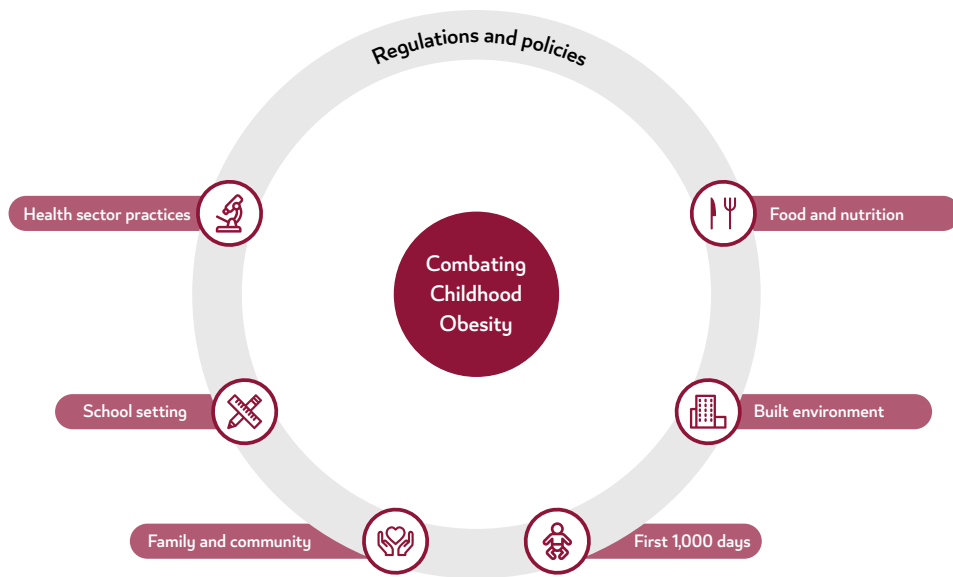 Regulations and policies
Health sector practices
Food and nutrition
Combating
Childhood
Obesity
School setting
Built environment
Family and community
First 1,000 days